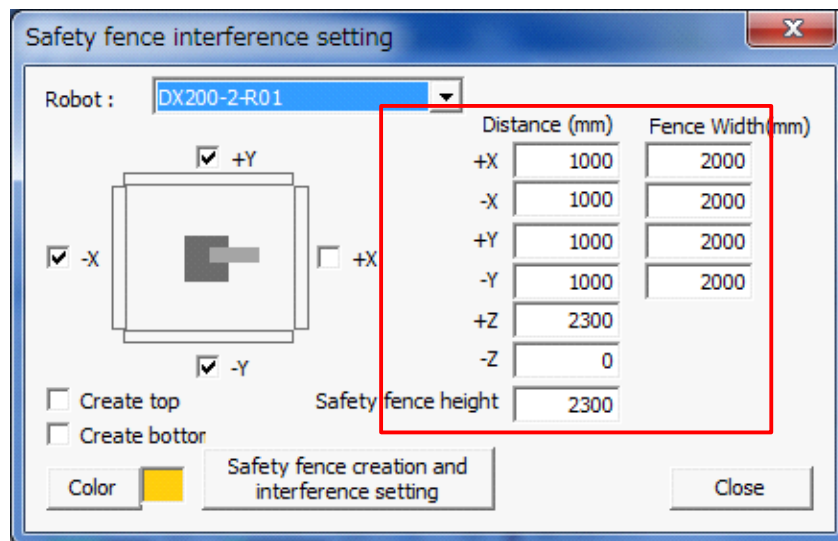 Safety fence interference setting
X
Robot : DX200-2-R01
Distance (mm) Fence Width(mm)
+Y
+X 1000 2000
-X 1000 2000
-X
+X
+Y 1000 2000
-Y 1000 2000
+Z 2300
-Y
-Z 0
Create top
Safety fence height 2300
Create bottor
Color
Safety fence creation and
interference setting
Close